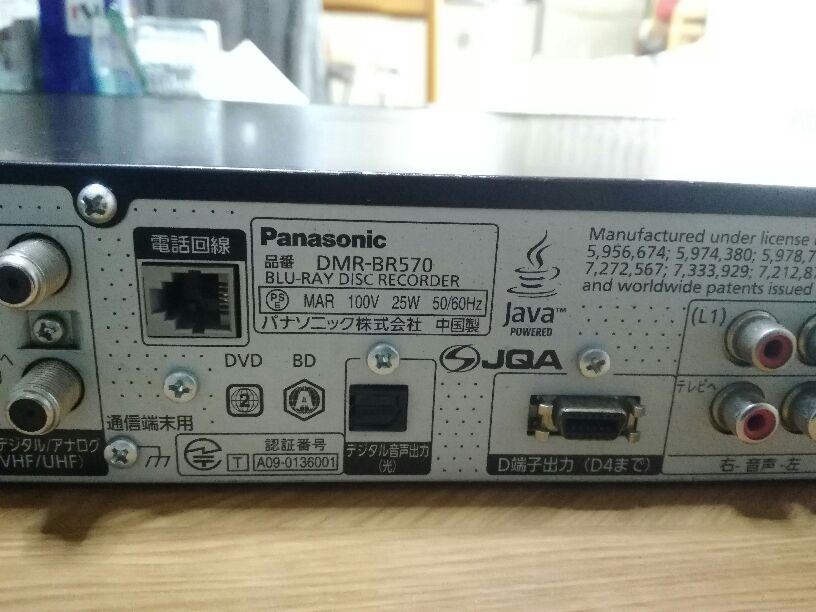 電話回線
Panasonic
品番 DMR-BR570
BLU-RAY DISC RECORDER
PS E MAR 100V 25W 50/60Hz
パナソニック株式会社 中国製
Java™
POWERED
Manufactured under license
5,956,674; 5,974,380; 5,978,7
7,272,567; 7,333,929; 7,212,87
and worldwide patents issued
(L1)
DVD BD
2 A
JQA
テレビへ
通信端末用
デジタル/アナログ
(VHF/UHF)
認証番号
T A09-0136001
デジタル音声出力
(光)
D端子出力 (D4まで)
右-音声-左